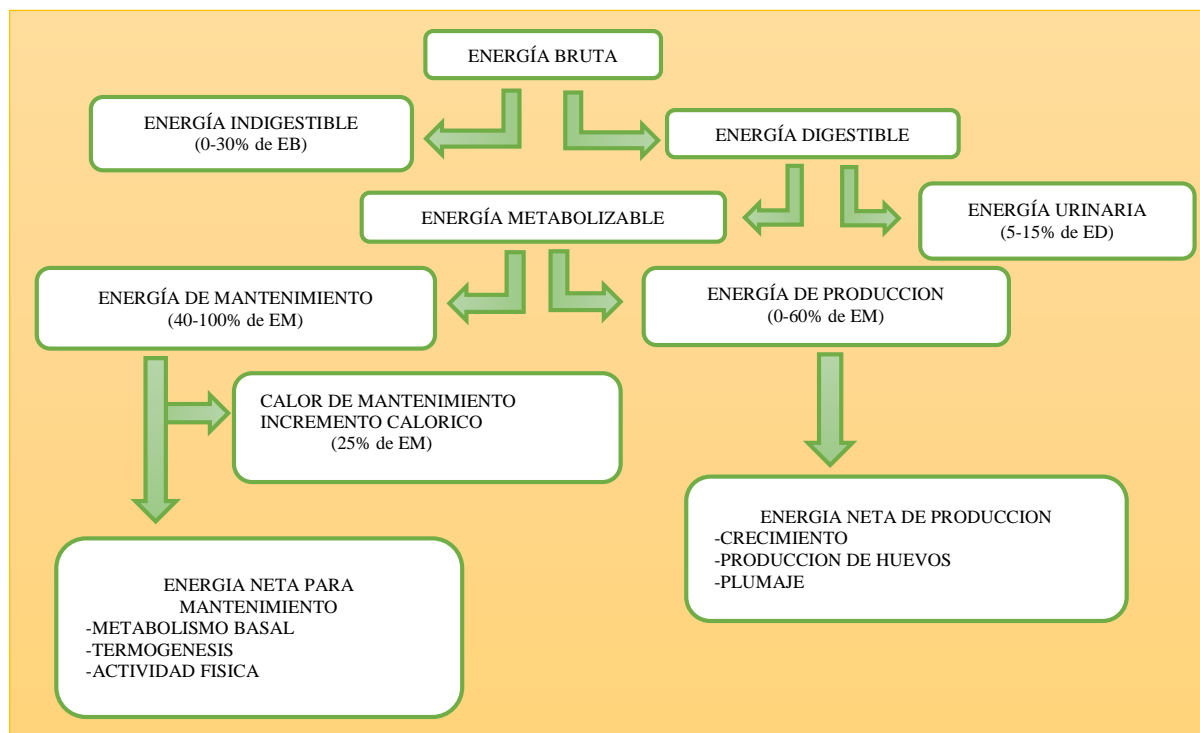 ENERGÍA BRUTA
ENERGÍA INDIGESTIBLE
(0-30% de EB)
ENERGÍA DIGESTIBLE
ENERGÍA METABOLIZABLE
ENERGÍA URINARIA
(5-15% de ED)
ENERGÍA DE MANTENIMIENTO
(40-100% de EM)
ENERGÍA DE PRODUCCION
(0-60% de EM)
CALOR DE MANTENIMIENTO
INCREMENTO CALORICO
(25% de EM)
ENERGIA NETA DE PRODUCCION
-CRECIMIENTO
-PRODUCCION DE HUEVOS
-PLUMAJE
ENERGIA NETA PARA
MANTENIMIENTO
-METABOLISMO BASAL
-TERMOGENESIS
-ACTIVIDAD FISICA